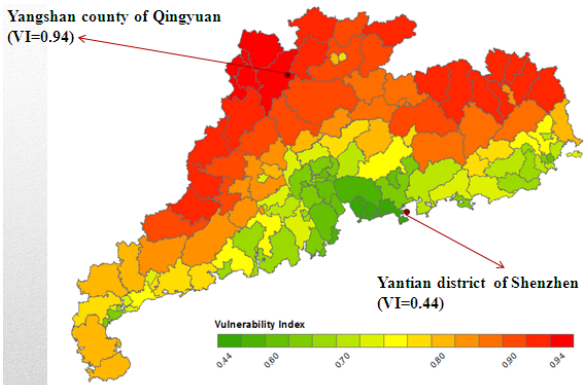 Yangshan county of Qingyuan
(VI=0.94)
Yantian district of Shenzhen
(VI=0.44)
Vulnerability Index
0.44 0.60 0.70 0.80 0.90 0.94